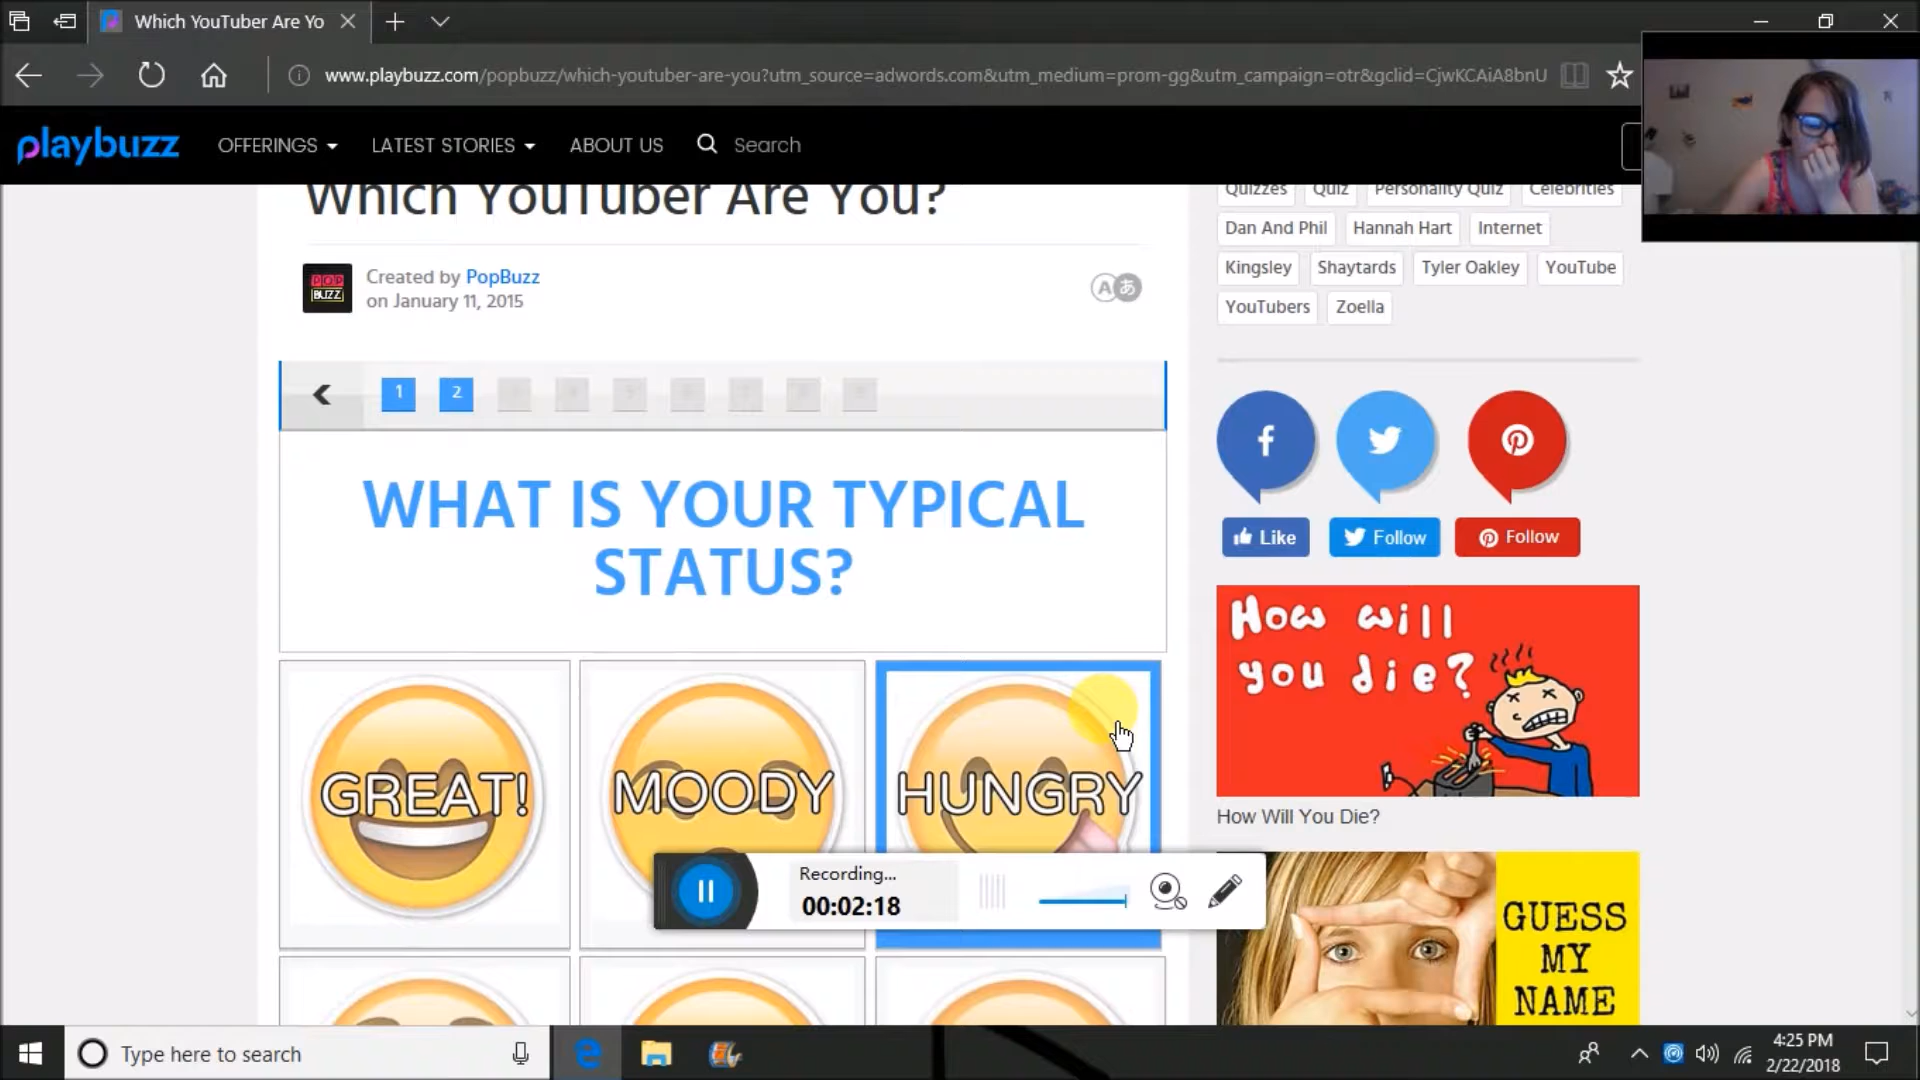 Which YouTuber Are Yo
www.playbuzz.com/popbuzz/which-youtuber-are-you?utm_source=adwords.com&utm_medium=prom-gg&utm_campaign=otr&gclid=CjwKCAiA8bnU
playbuzz
OFFERINGS
LATEST STORIES
ABOUT US
Search
Which YouTuber Are You?
POP
BUZZ
Created by PopBuzz
on January 11, 2015
A あ
1
2
WHAT IS YOUR TYPICAL
STATUS?
GREAT!
MOODY
HUNGRY
Quizzes Quiz Personality Quiz Celebrities
Dan And Phil Hannah Hart Internet
Kingsley Shaytards Tyler Oakley YouTube
YouTubers Zoella
Like
Follow
Follow
How will
you die?
How Will You Die?
GUESS
MY
NAME
Recording...
00:02:18
Type here to search
4:25 PM
2/22/2018